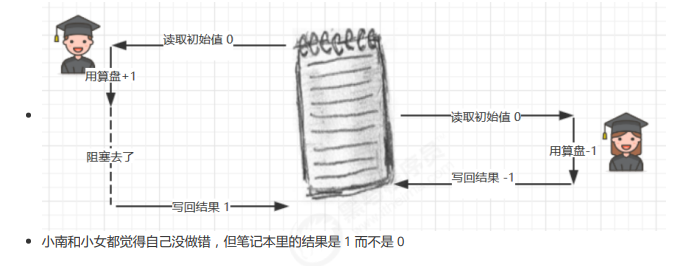 读取初始值 0
用算盘+1
读取初始值 0
用算盘-1
阻塞去了
写回结果 -1
写回结果 1
小南和小女都觉得自己没做错，但笔记本里的结果是 1 而不是 0